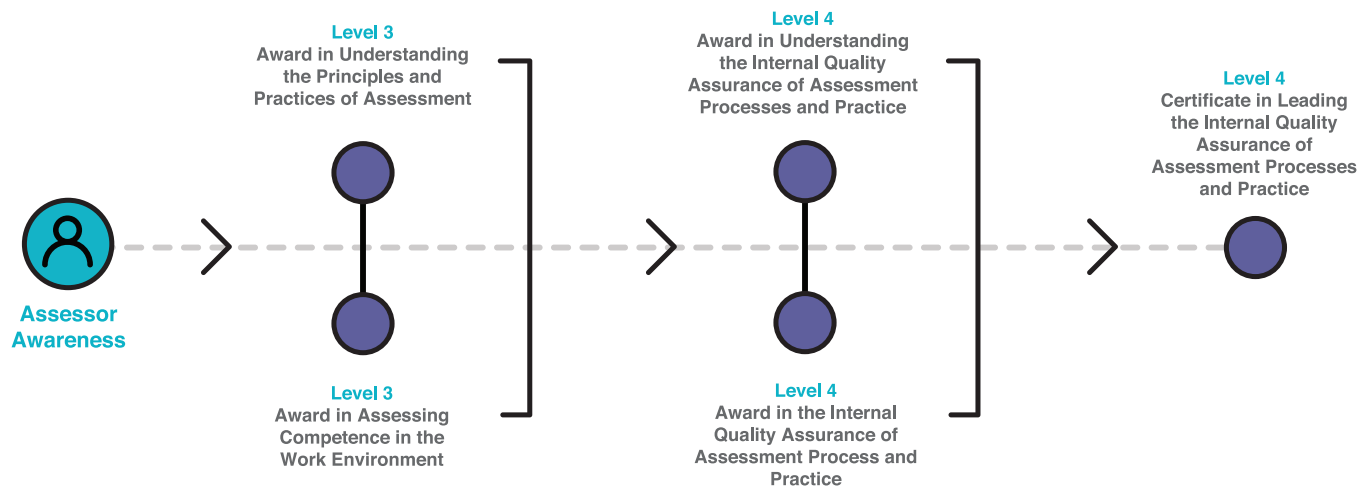 Level 3
Award in Understanding
the Principles and
Practices of Assessment
Level 4
Award in Understanding
the Internal Quality
Assurance of Assessment
Processes and Practice
Level 4
Certificate in Leading
the Internal Quality
Assurance of
Assessment Processes
and Practice
Assessor
Awareness
Level 3
Award in Assessing
Competence in the
Work Environment
Level 4
Award in the Internal
Quality Assurance of
Assessment Process and
Practice